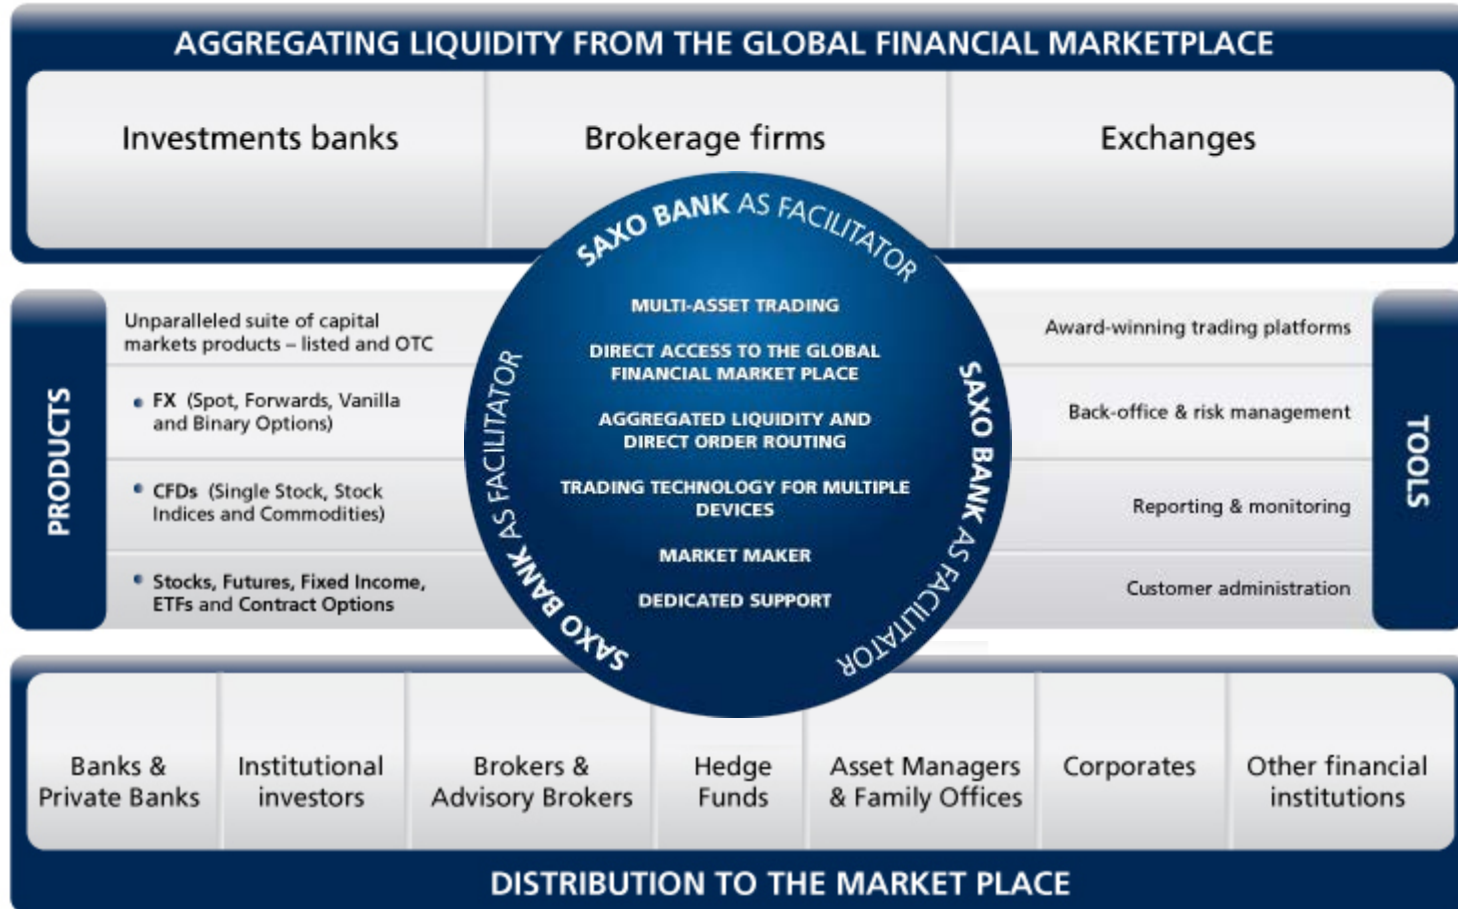 AGGREGATING LIQUIDITY FROM THE GLOBAL FINANCIAL MARKETPLACE
Investments banks
Brokerage firms
Exchanges
SAXO BANK AS FACILITATOR
SAXO BANK AS FACILITATOR
SAXO BANK AS FACILITATOR
MULTI-ASSET TRADING
DIRECT ACCESS TO THE GLOBAL
FINANCIAL MARKET PLACE
AGGREGATED LIQUIDITY AND
DIRECT ORDER ROUTING
TRADING TECHNOLOGY FOR MULTIPLE
DEVICES
MARKET MAKER
DEDICATED SUPPORT
PRODUCTS
Unparalleled suite of capital
markets products – listed and OTC
• FX (Spot, Forwards, Vanilla
and Binary Options)
• CFDs (Single Stock, Stock
Indices and Commodities)
• Stocks, Futures, Fixed Income,
ETFs and Contract Options
Award-winning trading platforms
Back-office & risk management
Reporting & monitoring
Customer administration
TOOLS
Banks &
Private Banks
Institutional
investors
Brokers &
Advisory Brokers
Hedge
Funds
Asset Managers
& Family Offices
Corporates
Other financial
institutions
DISTRIBUTION TO THE MARKET PLACE